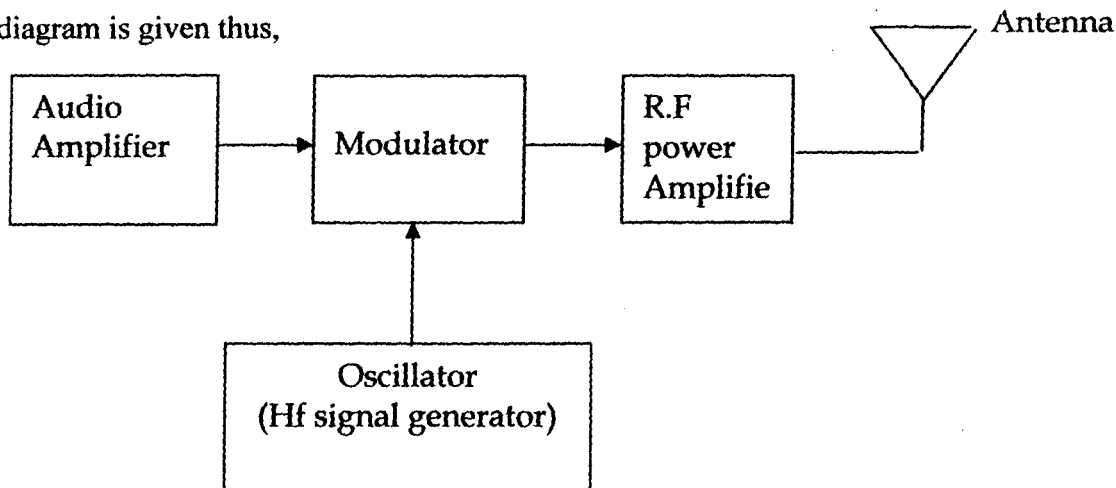 diagram is given thus,
Antenna
Audio
Amplifier
Modulator
R.F
power
Amplifie
Oscillator
(Hf signal generator)